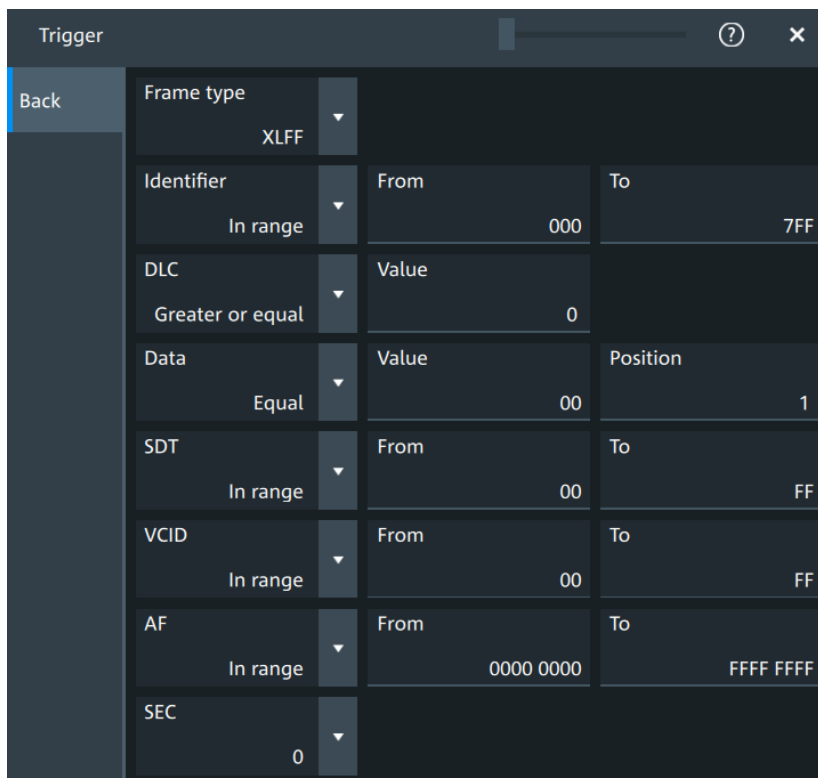 Trigger ?
Back
Frame type
XLFF
Identifier From To
In range 000 7FF
DLC Value
Greater or equal 0
Data Value Position
Equal 00 1
SDT From To
In range 00 FF
VCID From To
In range 00 FF
AF From To
In range 0000 0000 FFFF FFFF
SEC
0